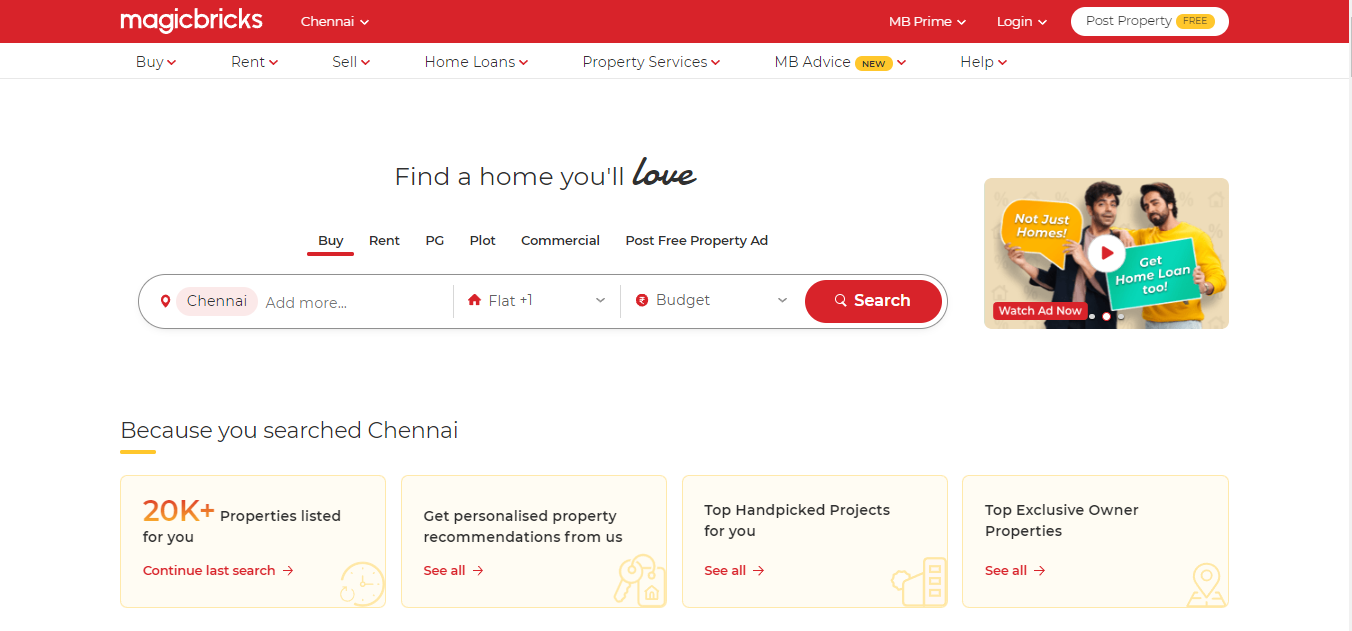 magicbricks Chennai MB Prime Login Post Property FREE
Buy Rent Sell Home Loans Property Services MB Advice NEW Help
Find a home you'll love
Buy Rent PG Plot Commercial Post Free Property Ad
Chennai Add more... Flat +1 Budget Search
Not Just
Homes!
Get
Home Loan
too!
Watch Ad Now
Because you searched Chennai
20K+ Properties listed
for you
Continue last search
Get personalised property
recommendations from us
See all
Top Handpicked Projects
for you
See all
Top Exclusive Owner
Properties
See all